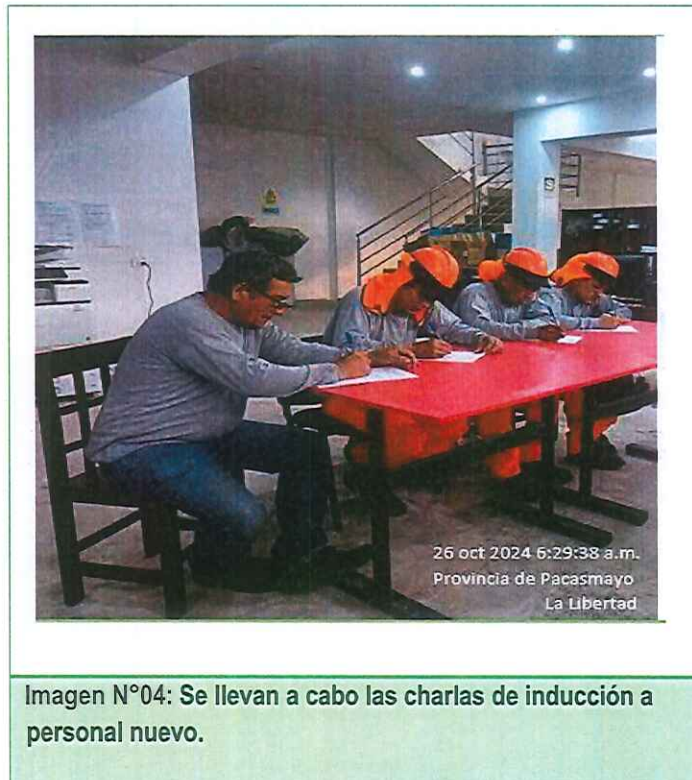 26 oct 2024 6:29:38 a.m.
Provincia de Pacasmayo
La Libertad
Imagen N°04: Se llevan a cabo las charlas de inducción a
personal nuevo.